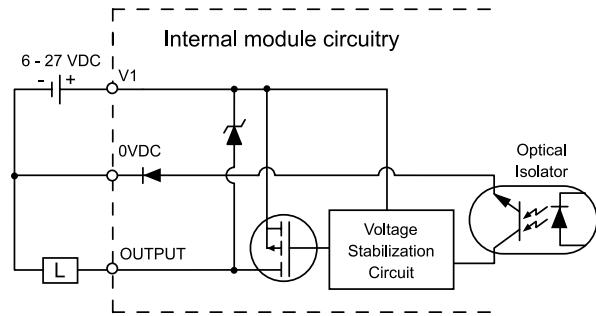 Internal module circuitry
6 - 27 VDC
- +
V1
0VDC
Optical
Isolator
OUTPUT
Voltage
Stabilization
Circuit
L